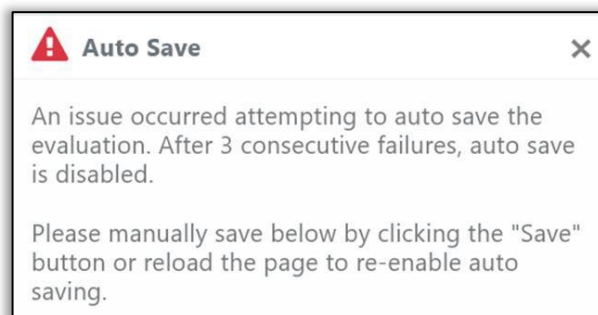 Auto Save
An issue occurred attempting to auto save the
evaluation. After 3 consecutive failures, auto save
is disabled.
Please manually save below by clicking the "Save"
button or reload the page to re-enable auto
saving.